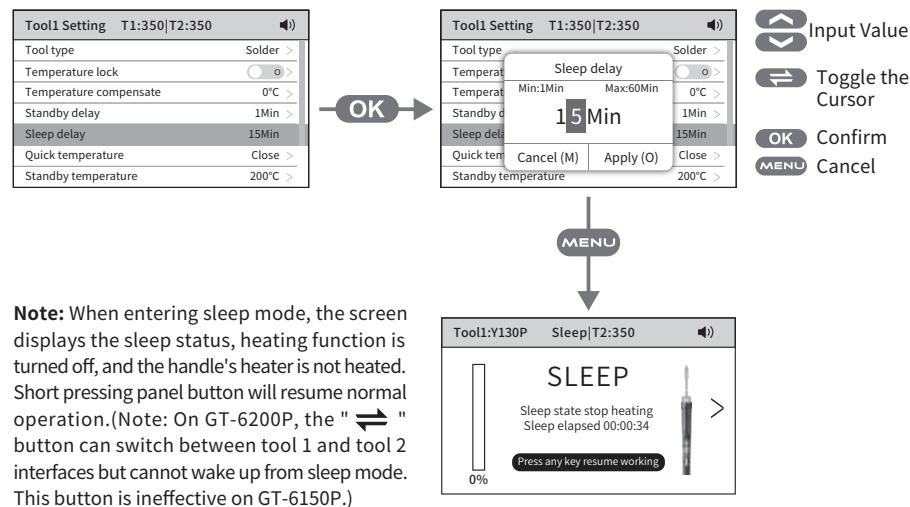 Tool1 Setting T1:350|T2:350
Tool type Solder >
Temperature lock O >
Temperature compensate 0°C >
Standby delay 1Min >
Sleep delay 15Min
Quick temperature Close >
Standby temperature 200°C >
OK
Tool1 Setting T1:350|T2:350
Tool type Solder >
Temperat O >
Temperat 0°C >
Standby d 1Min >
Sleep dela 15Min
Quick tem Close >
Standby temperature 200°C >
Sleep delay
Min:1Min Max:60Min
15Min
Cancel (M) Apply (O)
Input Value
Toggle the
Cursor
OK Confirm
MENU Cancel
MENU
Note: When entering sleep mode, the screen
displays the sleep status, heating function is
turned off, and the handle's heater is not heated.
Short pressing panel button will resume normal
operation.(Note: On GT-6200P, the " ⇌ "
button can switch between tool 1 and tool 2
interfaces but cannot wake up from sleep mode.
This button is ineffective on GT-6150P.)
Tool1:Y130P Sleep|T2:350
SLEEP
Sleep state stop heating
Sleep elapsed 00:00:34
Press any key resume working
0%
>